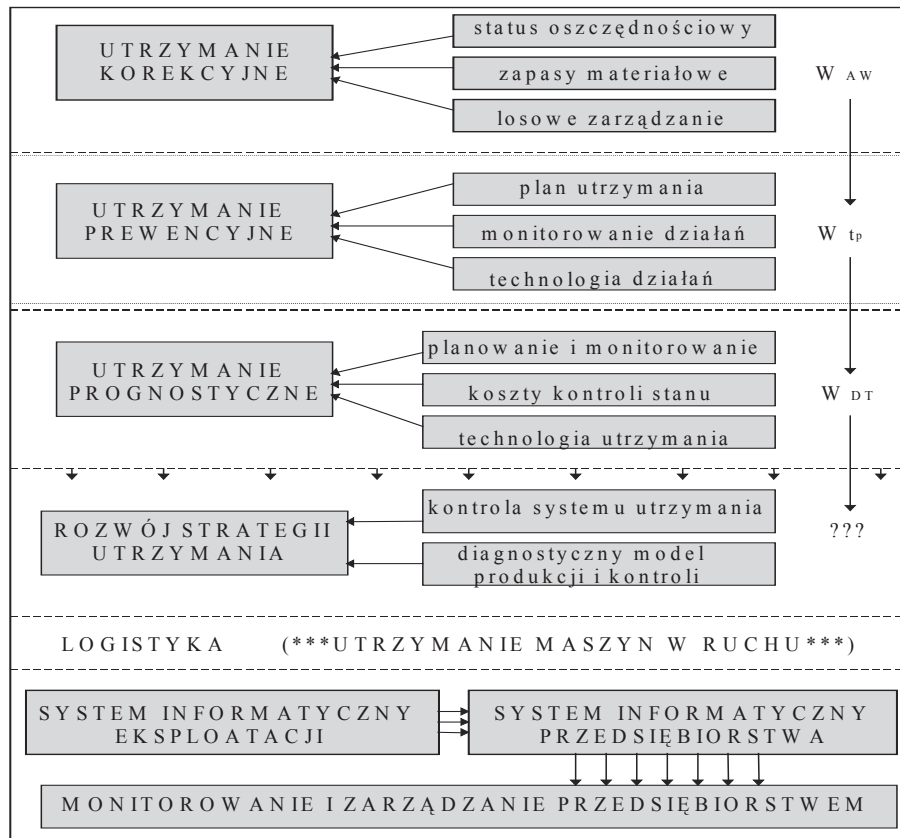 UTRZYMANIE
KOREKCYJNE
status oszczędnościowy
zapasy materiałowe
losowe zarządzanie
W AW
UTRZYMANIE
PREWENCYJNE
plan utrzymania
monitorowanie działań
technologia działań
W tp
UTRZYMANIE
PROGNOSTYCZNE
planowanie i monitorowanie
koszty kontroli stanu
technologia utrzymania
W DT
ROZWÓJ STRATEGII
UTRZYMANIA
kontrola systemu utrzymania
diagnostyczny model
produkcji i kontroli
???
LOGISTYKA (***UTRZYMANIE MASZYN W RUCHU***)
SYSTEM INFORMATYCZNY
EKSPLOATACJI
SYSTEM INFORMATYCZNY
PRZEDSIĘBIORSTWA
MONITOROWANIE I ZARZĄDZANIE PRZEDSIĘBIORSTWEM